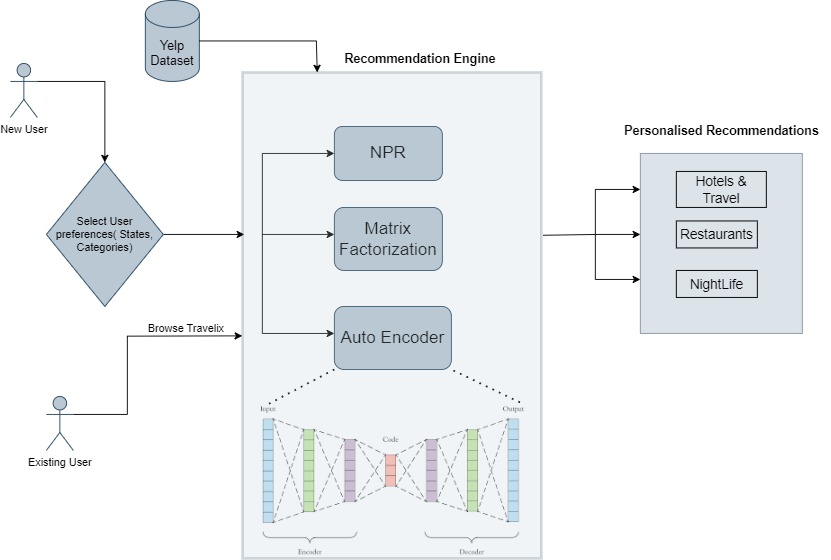 Yelp
Dataset
Recommendation Engine
New User
NPR
Personalised Recommendations
Hotels &
Travel
Select User
preferences( States,
Categories)
Matrix
Factorization
Restaurants
NightLife
Browse Travelix
Auto Encoder
Existing User
Input
Output
Code
Encoder
Decoder